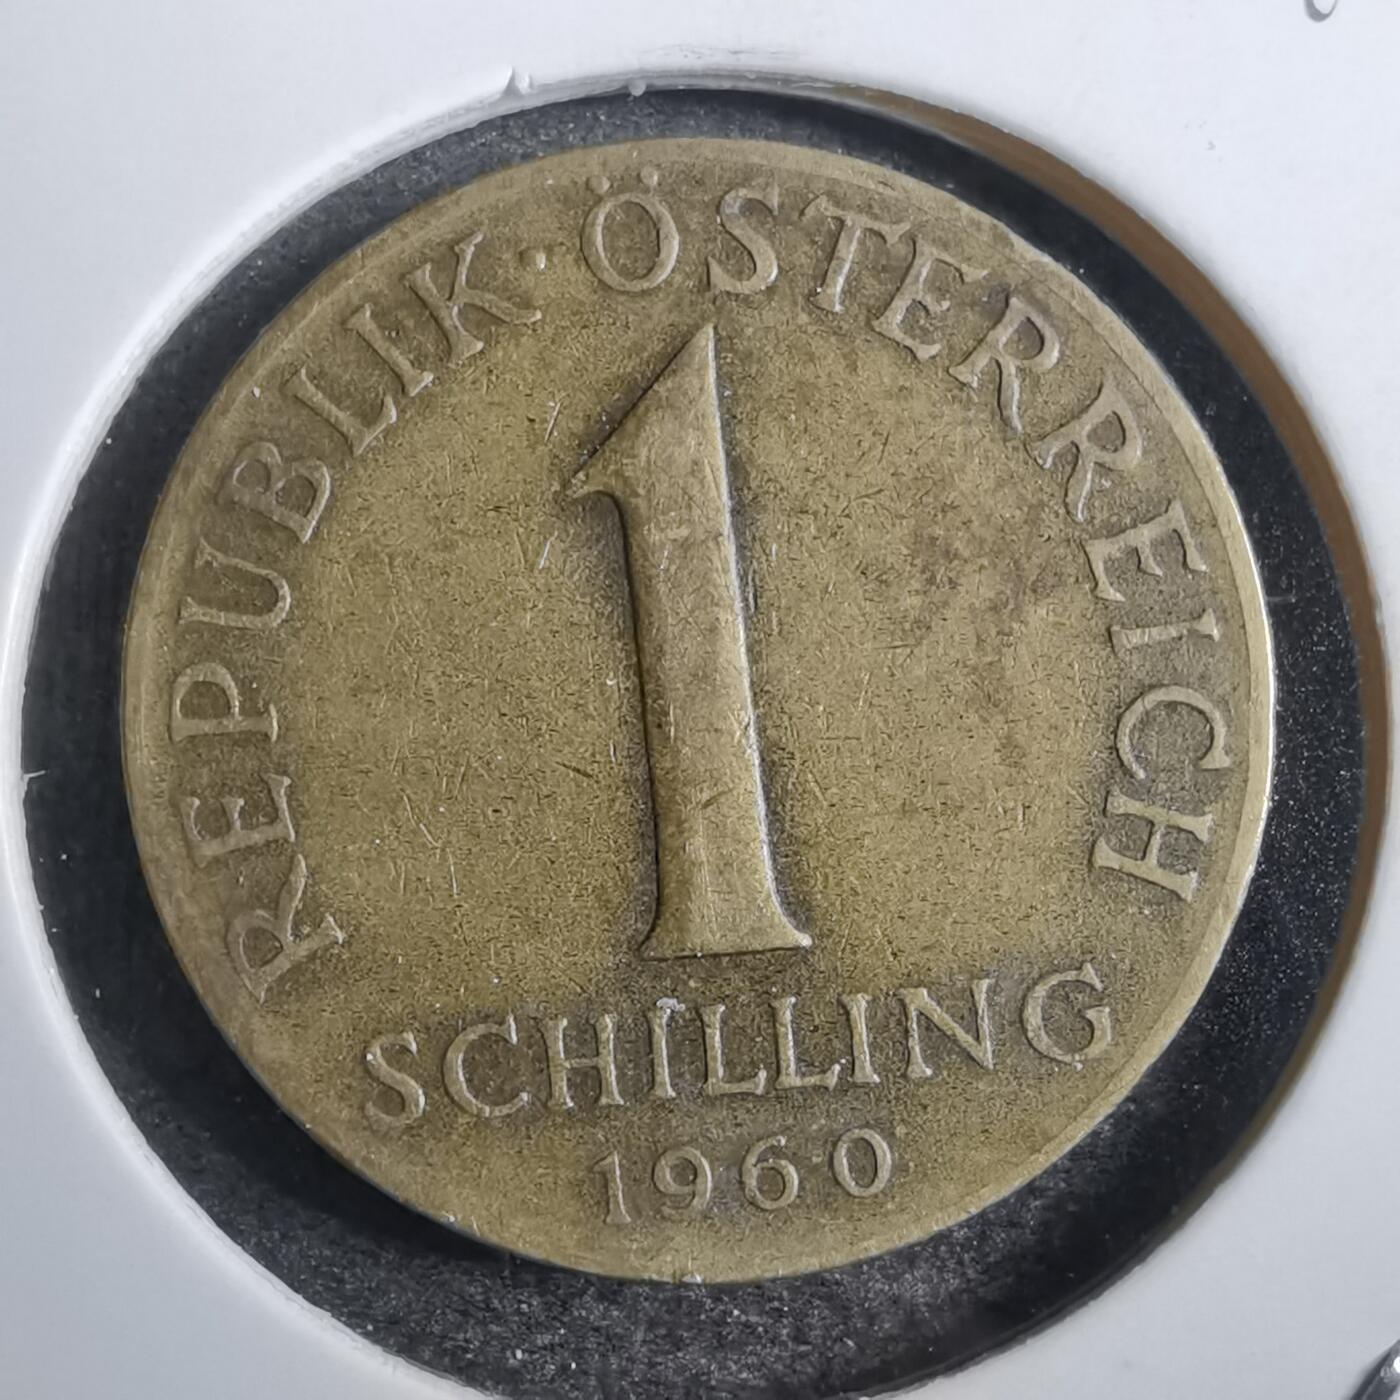 REPUBLIK · ÖSTERREICH
1
SCHILLING
1960